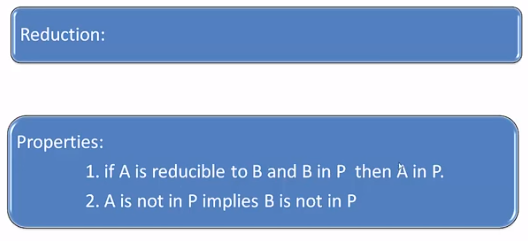 Reduction:
Properties:
1. if A is reducible to B and B in P then A in P.
2. A is not in P implies B is not in P